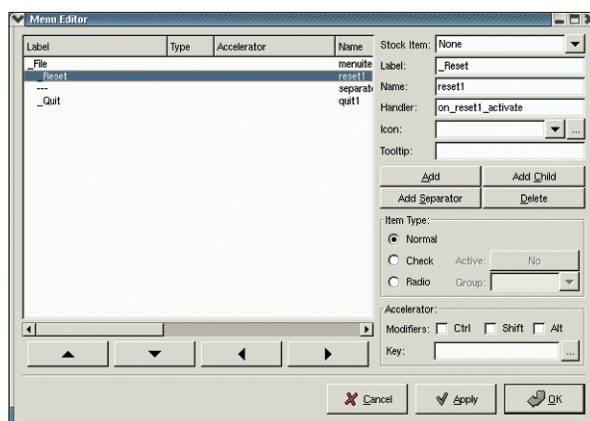 Menu Editor
Label Type Accelerator Name
_File menuite
_Reset reset1
--- separato
_Quit quit1
Stock Item: None
Label: _Reset
Name: reset1
Handler: on_reset1_activate
Icon: ...
Tooltip:
Add Add Child
Add Separator Delete
Item Type:
Normal
Check Active: No
Radio Group:
Accelerator:
Modifiers: Ctrl Shift Alt
Key: ...
Cancel Apply OK